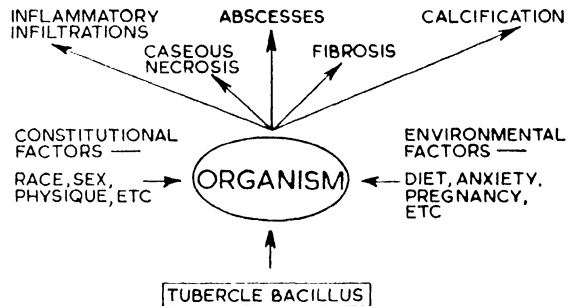 INFLAMMATORY
INFILTRATIONS
ABSCESSES
CALCIFICATION
CASEOUS
NECROSIS
FIBROSIS
CONSTITUTIONAL
FACTORS —
RACE, SEX,
PHYSIQUE, ETC
ORGANISM
ENVIRONMENTAL
FACTORS —
DIET, ANXIETY,
PREGNANCY,
ETC
TUBERCLE BACILLUS